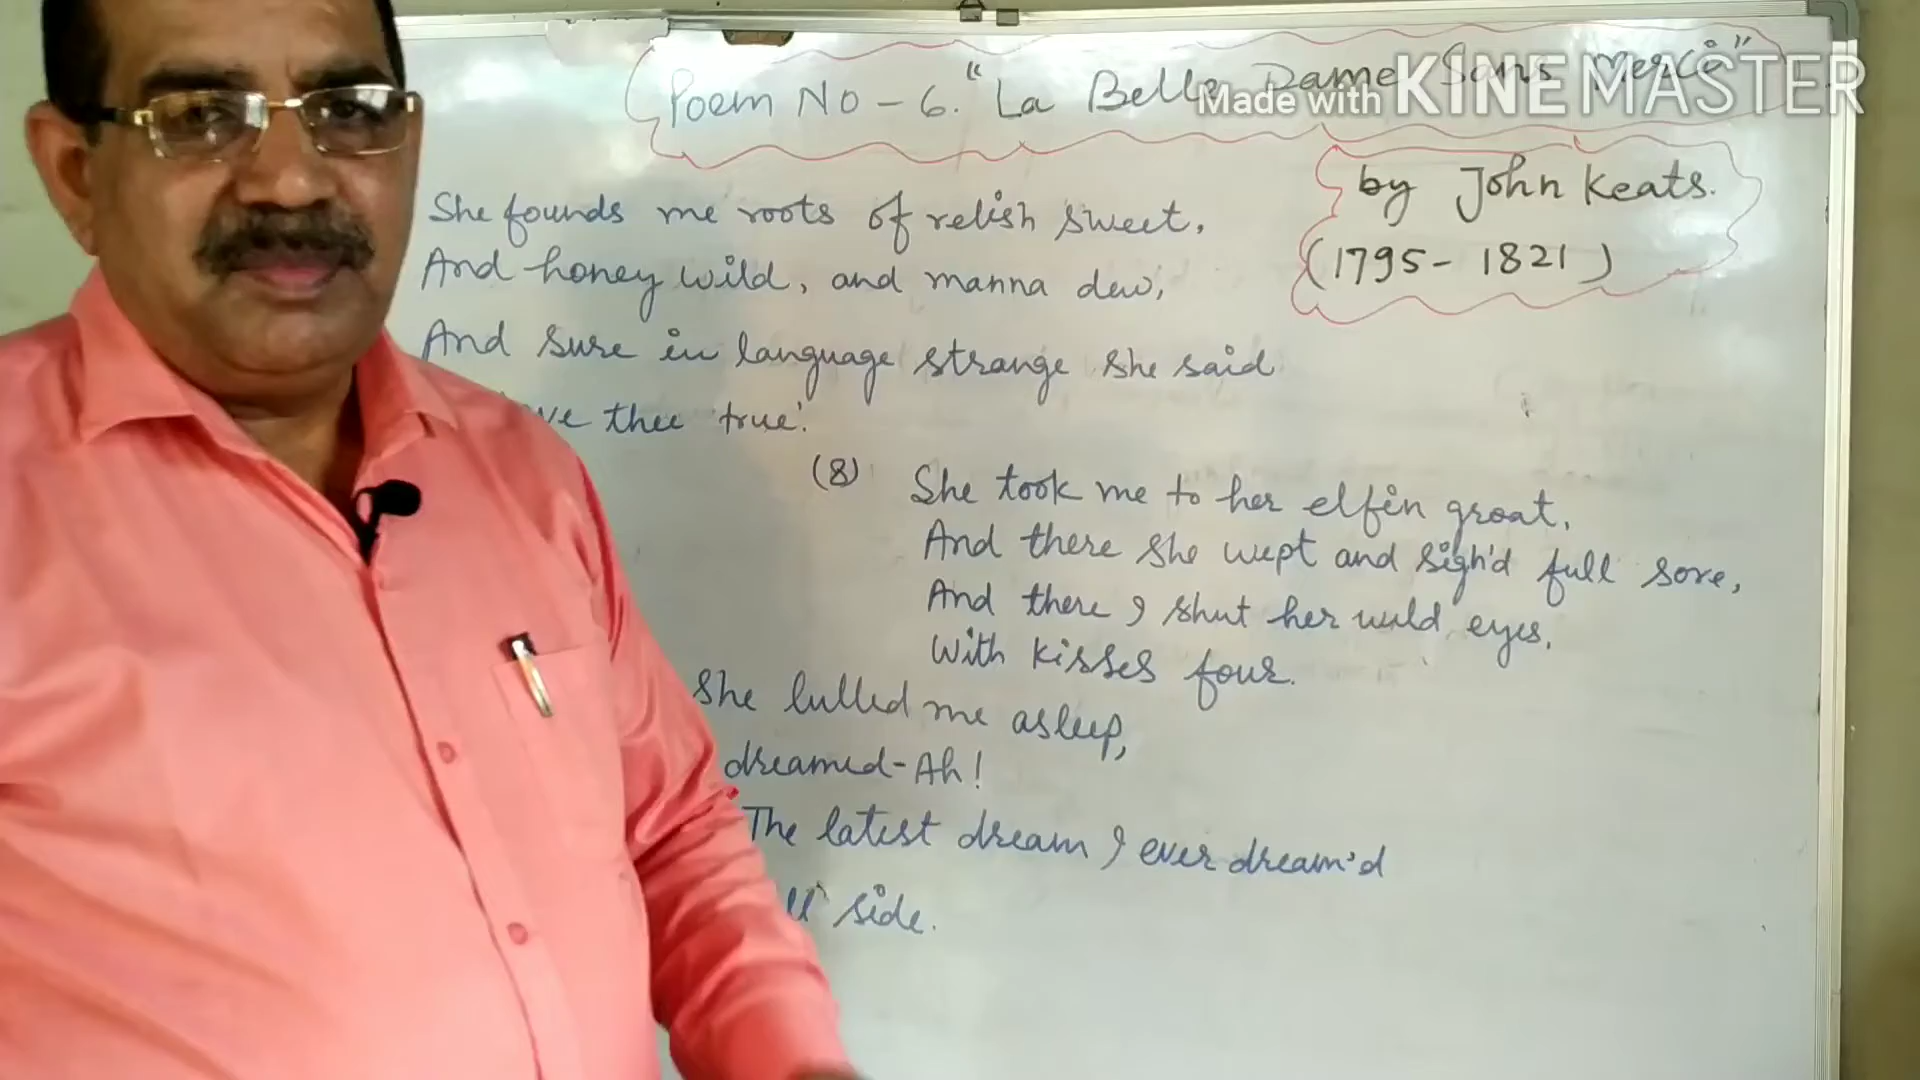 Poem No - 6. "La Belle Dame Sans Merci"
Made with KINEMASTER
by John Keats.
(1795 - 1821)
She founds me roots of relish sweet,
And honey wild, and manna dew,
And sure in language strange she said
ve thee true!
(8) She took me to her elfin groat,
And there she wept and sigh'd full sore,
And there I shut her wild eyes,
With kisses four.
She lulled me asleep,
dreamed - Ah!
The latest dream I ever dream'd
ll side.